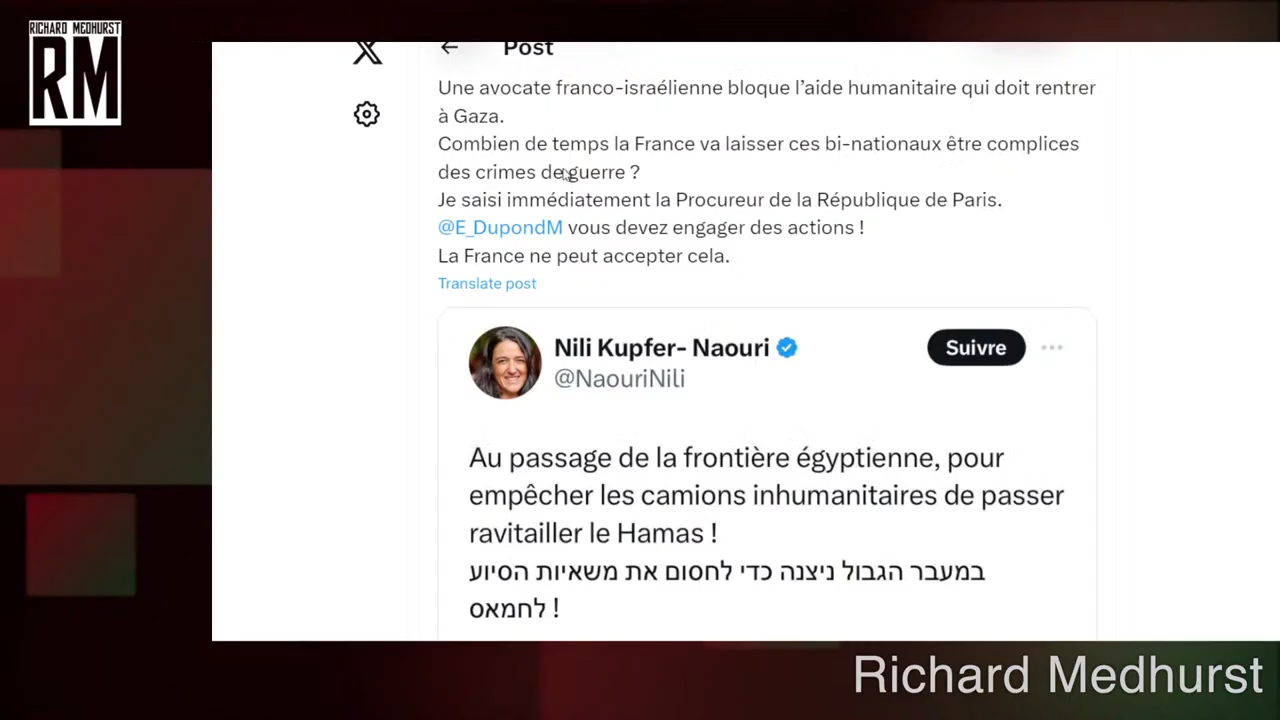 RICHARD MEDHURST
RM
Post
Une avocate franco-israélienne bloque l’aide humanitaire qui doit rentrer
à Gaza.
Combien de temps la France va laisser ces bi-nationaux être complices
des crimes de guerre ?
Je saisi immédiatement la Procureur de la République de Paris.
@E_DupondM vous devez engager des actions !
La France ne peut accepter cela.
Translate post
Nili Kupfer- Naouri
Suivre
@NaouriNili
Au passage de la frontière égyptienne, pour
empêcher les camions inhumanitaires de passer
ravitailler le Hamas !
במעבר הגבול ניצנה כדי לחסום את משאיות הסיוע
לחמאס !
Richard Medhurst